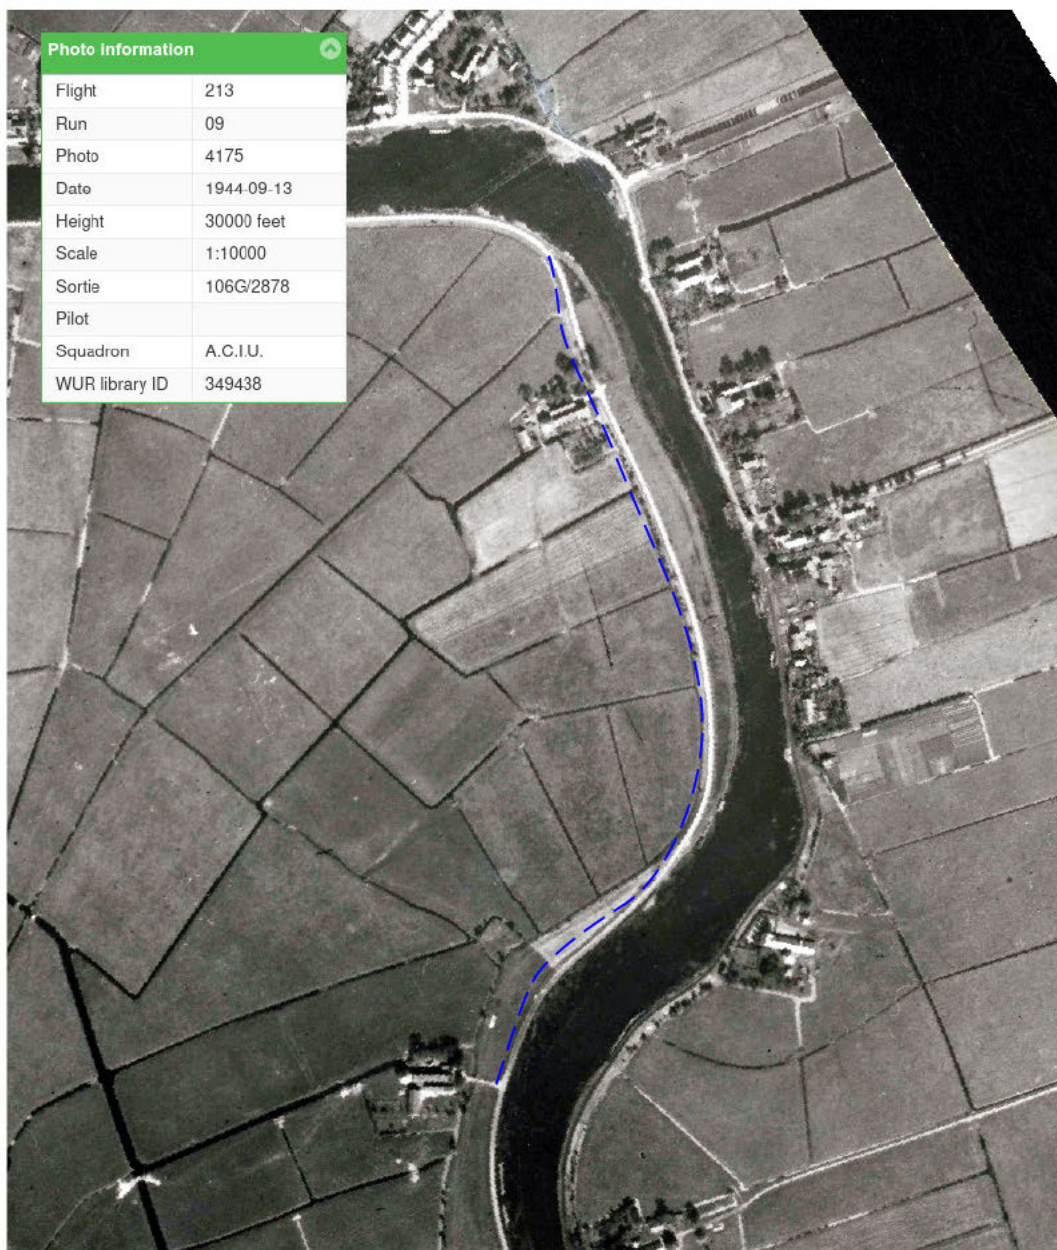 Photo information
Flight 213
Run 09
Photo 4175
Date 1944-09-13
Height 30000 feet
Scale 1:10000
Sortie 106G/2878
Pilot
Squadron A.C.I.U.
WUR library ID 349438